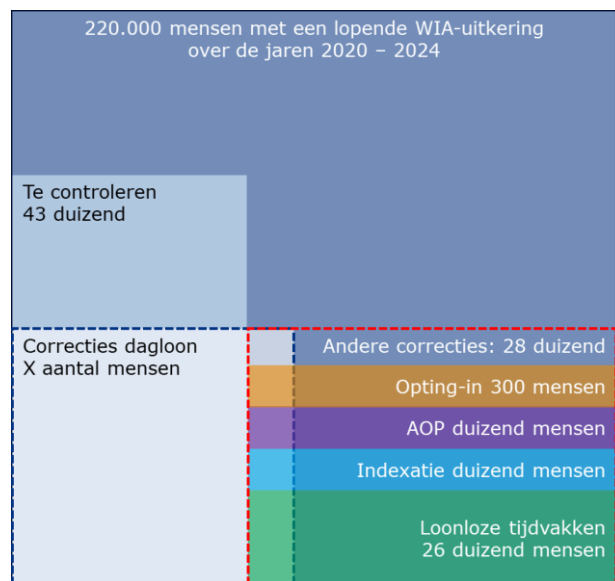 220.000 mensen met een lopende WIA-uitkering
over de jaren 2020 – 2024
Te controleren
43 duizend
Correcties dagloon
X aantal mensen
Andere correcties: 28 duizend
Opting-in 300 mensen
AOP duizend mensen
Indexatie duizend mensen
Loonloze tijdvakken
26 duizend mensen